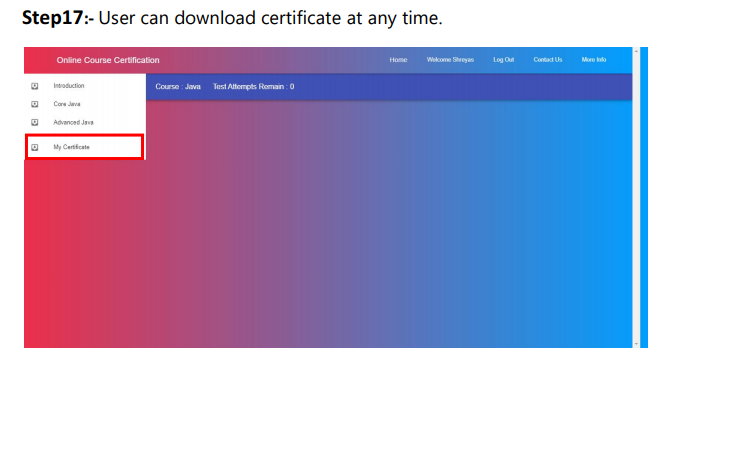 Step17:- User can download certificate at any time.
Online Course Certification Home Welcome Shreyas Log Out Contact Us More Info
Course : Java Test Attempts Remain : 0
Introduction
Core Java
Advanced Java
My Certificate